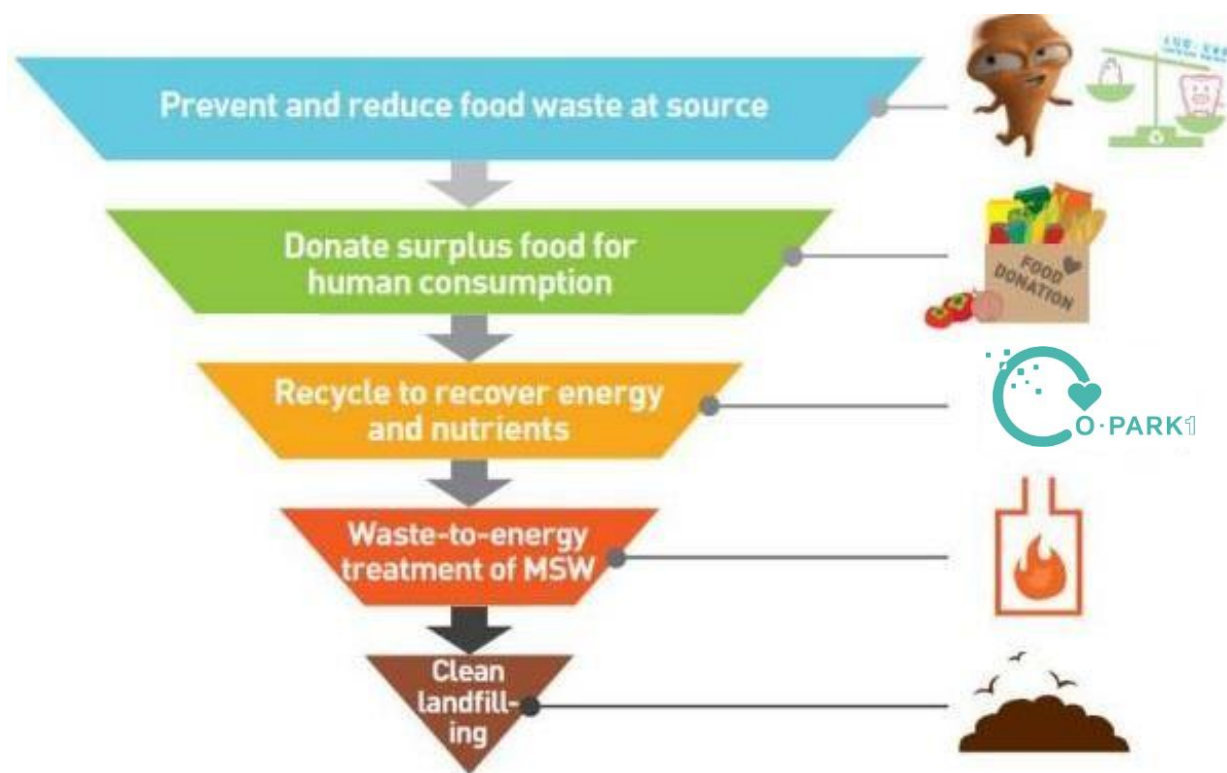 Prevent and reduce food waste at source
Donate surplus food for
human consumption
FOOD
DONATION
Recycle to recover energy
and nutrients
O·PARK1
Waste-to-energy
treatment of MSW
Clean
landfill-
ing